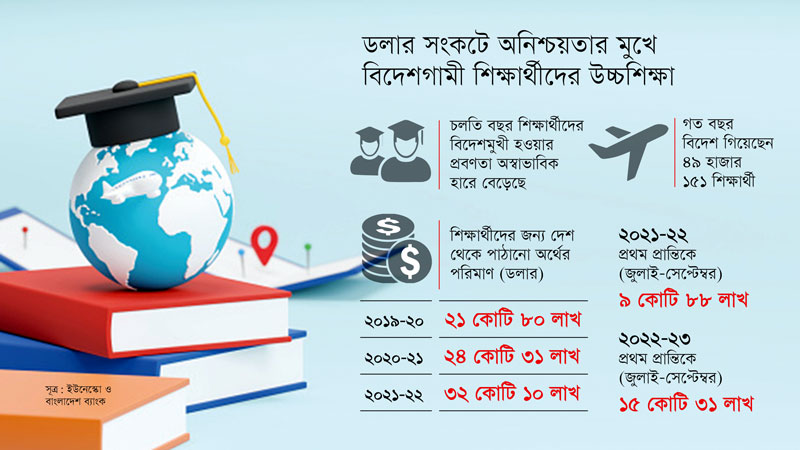 ডলার সংকটে অনিশ্চয়তার মুখে
বিদেশগামী শিক্ষার্থীদের উচ্চশিক্ষা
চলতি বছর শিক্ষার্থীদের
বিদেশমুখী হওয়ার
প্রবণতা অস্বাভাবিক
হারে বেড়েছে
গত বছর
বিদেশ গিয়েছেন
৪৯ হাজার
১৫১ শিক্ষার্থী
শিক্ষার্থীদের জন্য দেশ
থেকে পাঠানো অর্থের
পরিমাণ (ডলার)
২০১৯-২০ ২১ কোটি ৮০ লাখ
২০২০-২১ ২৪ কোটি ৩১ লাখ
২০২১-২২ ৩২ কোটি ১০ লাখ
২০২১-২২
প্রথম প্রান্তিকে
(জুলাই-সেপ্টেম্বর)
৯ কোটি ৮৮ লাখ
২০২২-২৩
প্রথম প্রান্তিকে
(জুলাই-সেপ্টেম্বর)
১৫ কোটি ৩১ লাখ
সূত্র : ইউনেস্কো ও
বাংলাদেশ ব্যাংক